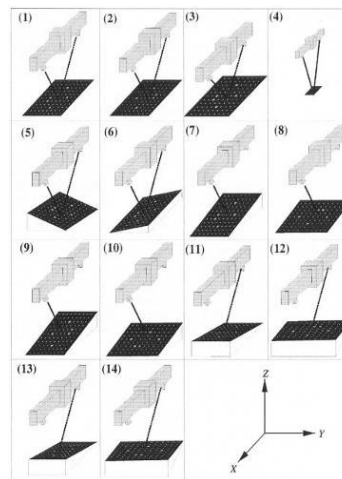 (1) (2) (3) (4)
(5) (6) (7) (8)
(9) (10) (11) (12)
(13) (14)
Z
Y
X